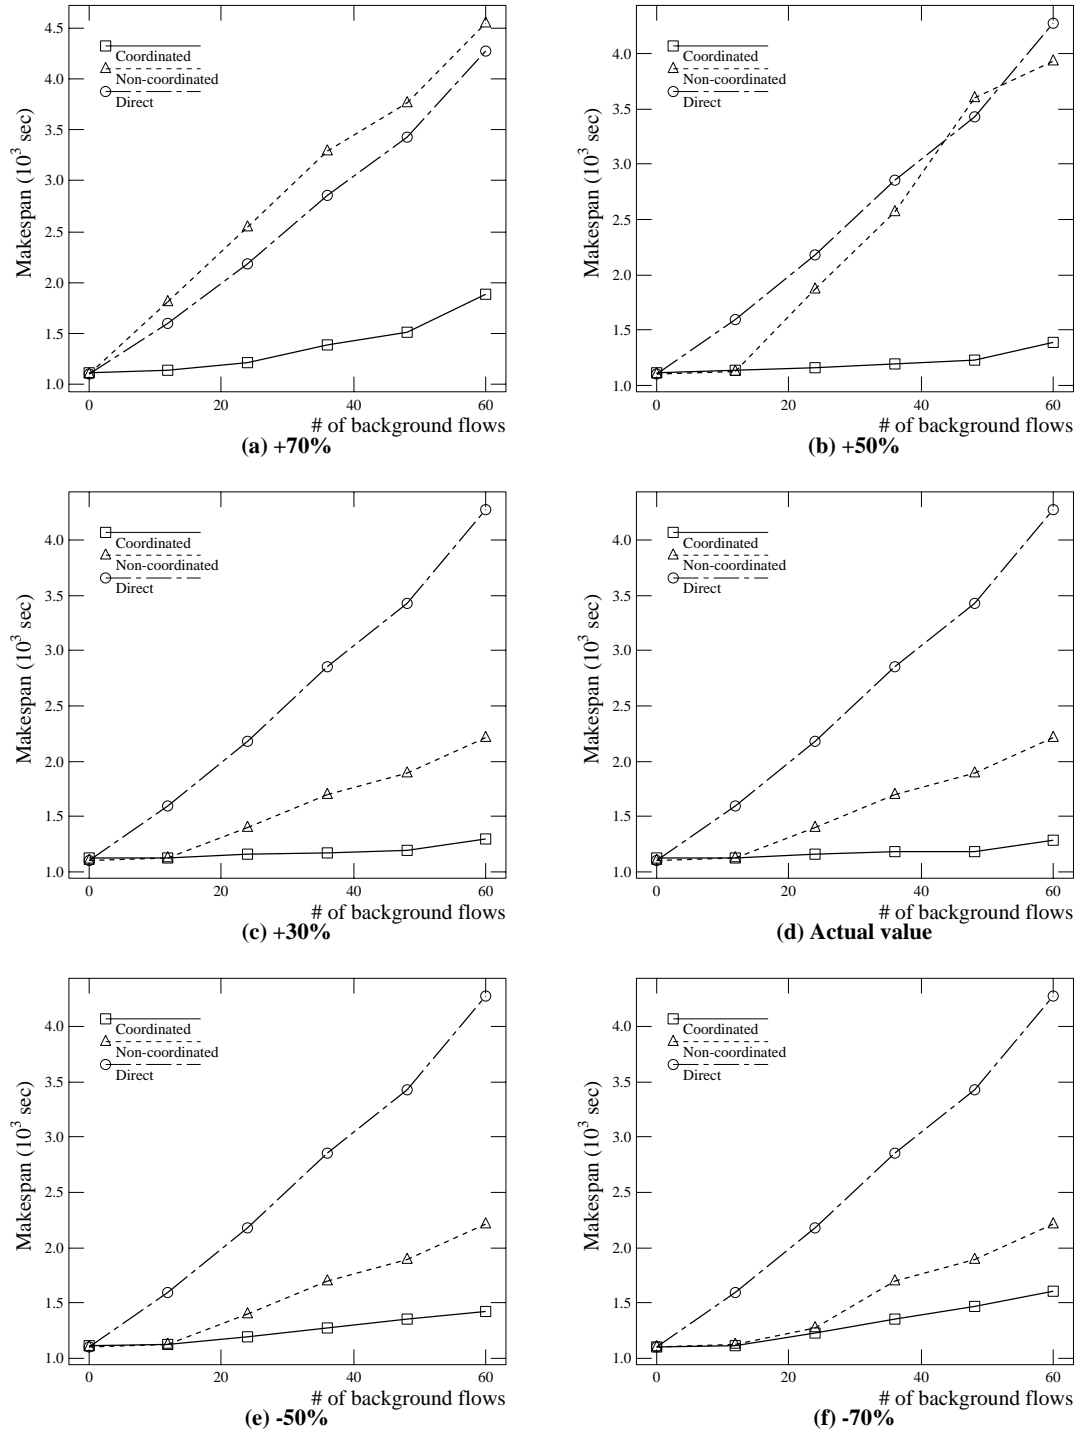 4.5
4.0
3.5
3.0
2.5
2.0
1.5
1.0
Makespan (10³ sec)
Coordinated
Non-coordinated
Direct
0 20 40 60
# of background flows
(a) +70%
4.0
3.5
3.0
2.5
2.0
1.5
1.0
Makespan (10³ sec)
Coordinated
Non-coordinated
Direct
0 20 40 60
# of background flows
(b) +50%
4.0
3.5
3.0
2.5
2.0
1.5
1.0
Makespan (10³ sec)
Coordinated
Non-coordinated
Direct
0 20 40 60
# of background flows
(c) +30%
4.0
3.5
3.0
2.5
2.0
1.5
1.0
Makespan (10³ sec)
Coordinated
Non-coordinated
Direct
0 20 40 60
# of background flows
(d) Actual value
4.0
3.5
3.0
2.5
2.0
1.5
1.0
Makespan (10³ sec)
Coordinated
Non-coordinated
Direct
0 20 40 60
# of background flows
(e) -50%
4.0
3.5
3.0
2.5
2.0
1.5
1.0
Makespan (10³ sec)
Coordinated
Non-coordinated
Direct
0 20 40 60
# of background flows
(f) -70%